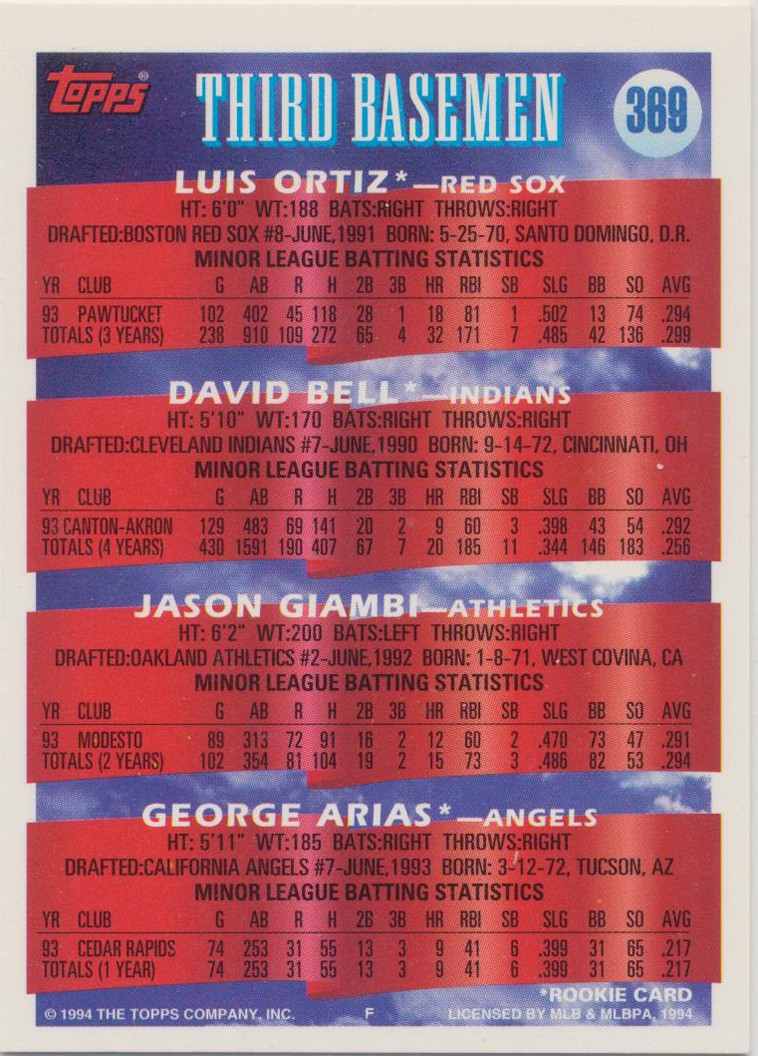 Topps®
THIRD BASEMEN
369
LUIS ORTIZ*—RED SOX
HT: 6'0" WT:188 BATS:RIGHT THROWS:RIGHT
DRAFTED:BOSTON RED SOX #8-JUNE,1991 BORN: 5-25-70, SANTO DOMINGO, D.R.
MINOR LEAGUE BATTING STATISTICS
YR CLUB G AB R H 2B 3B HR RBI SB SLG BB SO AVG
93 PAWTUCKET 102 402 45 118 28 1 18 81 1 .502 13 74 .294
TOTALS (3 YEARS) 238 910 109 272 65 4 32 171 7 .485 42 136 .299
DAVID BELL*—INDIANS
HT: 5'10" WT:170 BATS:RIGHT THROWS:RIGHT
DRAFTED:CLEVELAND INDIANS #7-JUNE,1990 BORN: 9-14-72, CINCINNATI, OH
MINOR LEAGUE BATTING STATISTICS
YR CLUB G AB R H 2B 3B HR RBI SB SLG BB SO AVG
93 CANTON-AKRON 129 483 69 141 20 2 9 60 3 .398 43 54 .292
TOTALS (4 YEARS) 430 1591 190 407 67 7 20 185 11 .344 146 183 .256
JASON GIAMBI—ATHLETICS
HT: 6'2" WT:200 BATS:LEFT THROWS:RIGHT
DRAFTED:OAKLAND ATHLETICS #2-JUNE,1992 BORN: 1-8-71, WEST COVINA, CA
MINOR LEAGUE BATTING STATISTICS
YR CLUB G AB R H 2B 3B HR RBI SB SLG BB SO AVG
93 MODESTO 89 313 72 91 16 2 12 60 2 .470 73 47 .291
TOTALS (2 YEARS) 102 354 81 104 19 2 15 73 3 .486 82 53 .294
GEORGE ARIAS*—ANGELS
HT: 5'11" WT:185 BATS:RIGHT THROWS:RIGHT
DRAFTED:CALIFORNIA ANGELS #7-JUNE,1993 BORN: 3-12-72, TUCSON, AZ
MINOR LEAGUE BATTING STATISTICS
YR CLUB G AB R H 2B 3B HR RBI SB SLG BB SO AVG
93 CEDAR RAPIDS 74 253 31 55 13 3 9 41 6 .399 31 65 .217
TOTALS (1 YEAR) 74 253 31 55 13 3 9 41 6 .399 31 65 .217
*ROOKIE CARD
© 1994 THE TOPPS COMPANY, INC. F LICENSED BY MLB & MLBPA, 1994